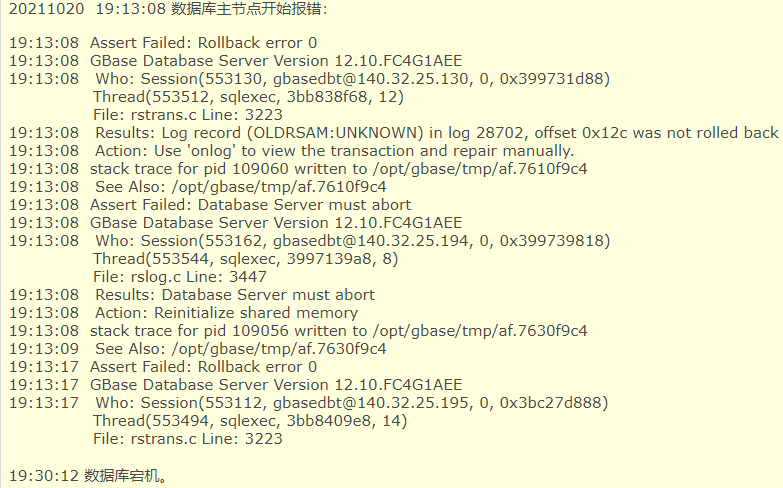 20211020  19:13:08 数据库主节点开始报错：
19:13:08  Assert Failed: Rollback error 0
19:13:08  GBase Database Server Version 12.10.FC4G1AEE
19:13:08   Who: Session(553130, gbasedbt@140.32.25.130, 0, 0x399731d88)
Thread(553512, sqlexec, 3bb838f68, 12)
File: rstrans.c Line: 3223
19:13:08   Results: Log record (OLDRSAM:UNKNOWN) in log 28702, offset 0x12c was not rolled back
19:13:08   Action: Use 'onlog' to view the transaction and repair manually.
19:13:08  stack trace for pid 109060 written to /opt/gbase/tmp/af.7610f9c4
19:13:08   See Also: /opt/gbase/tmp/af.7610f9c4
19:13:08  Assert Failed: Database Server must abort
19:13:08  GBase Database Server Version 12.10.FC4G1AEE
19:13:08   Who: Session(553162, gbasedbt@140.32.25.194, 0, 0x399739818)
Thread(553544, sqlexec, 3997139a8, 8)
File: rslog.c Line: 3447
19:13:08   Results: Database Server must abort
19:13:08   Action: Reinitialize shared memory
19:13:08  stack trace for pid 109056 written to /opt/gbase/tmp/af.7630f9c4
19:13:09   See Also: /opt/gbase/tmp/af.7630f9c4
19:13:17  Assert Failed: Rollback error 0
19:13:17  GBase Database Server Version 12.10.FC4G1AEE
19:13:17   Who: Session(553112, gbasedbt@140.32.25.195, 0, 0x3bc27d888)
Thread(553494, sqlexec, 3bb8409e8, 14)
File: rstrans.c Line: 3223
19:30:12 数据库宕机。